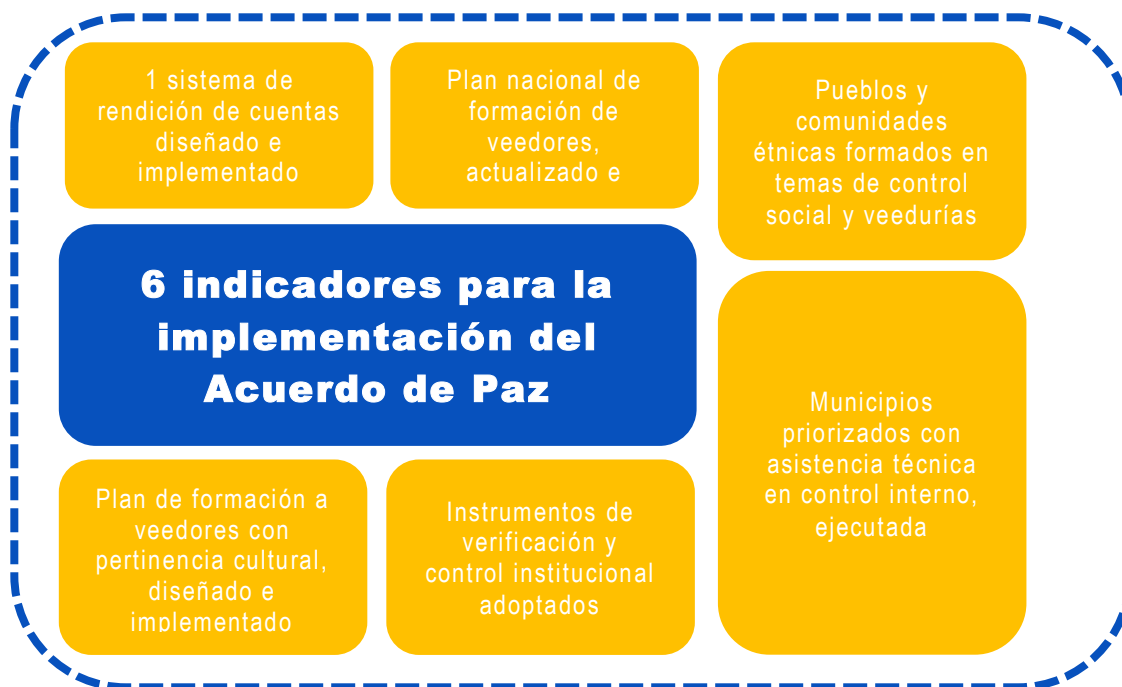 1 sistema de
rendición de cuentas
diseñado e
implementado
Plan nacional de
formación de
veedores,
actualizado e
Pueblos y
comunidades
étnicas formados en
temas de control
social y veedurías
6 indicadores para la
implementación del
Acuerdo de Paz
Municipios
priorizados con
asistencia técnica
en control interno,
ejecutada
Plan de formación a
veedores con
pertinencia cultural,
diseñado e
implementado
Instrumentos de
verificación y
control institucional
adoptados